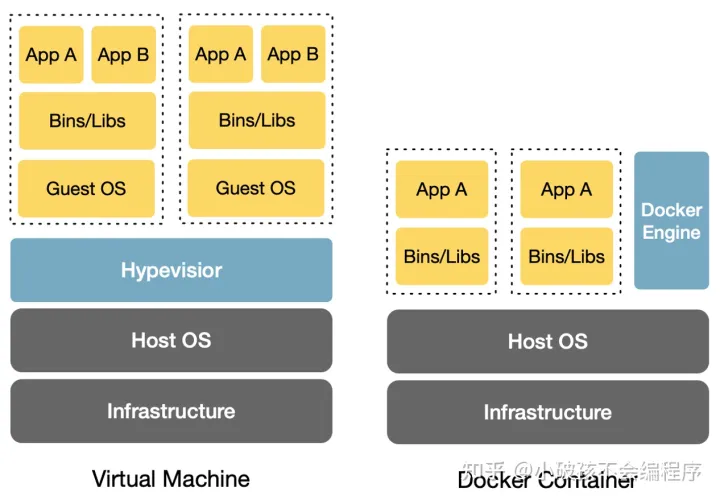 App A
App B
App A
App B
Bins/Libs
Bins/Libs
Guest OS
Guest OS
Hypevisior
Host OS
Infrastructure
Virtual Machine
App A
App A
Docker
Engine
Bins/Libs
Bins/Libs
Host OS
Infrastructure
Docker Container
知乎 @小破孩不会编程序